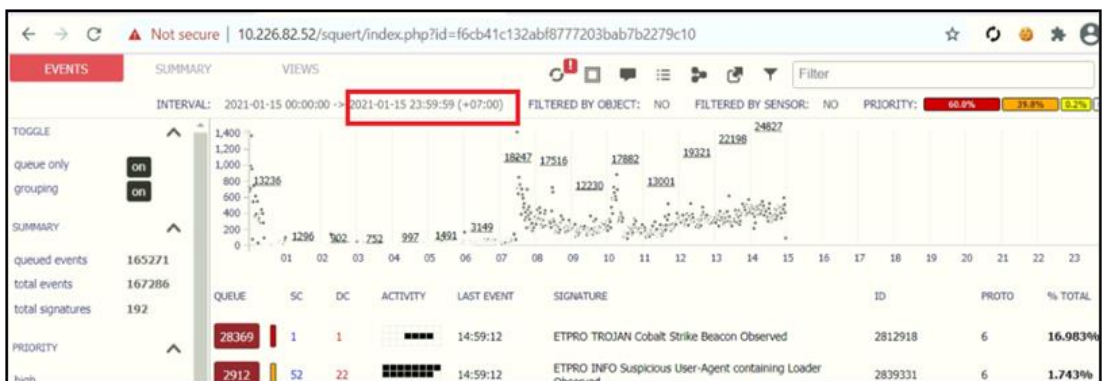 Not secure | 10.226.82.52/squert/index.php?id=f6cb41c132abf8777203bab7b2279c10
EVENTS SUMMARY VIEWS Filter
INTERVAL: 2021-01-15 00:00:00 -> 2021-01-15 23:59:59 (+07:00) FILTERED BY OBJECT: NO FILTERED BY SENSOR: NO PRIORITY: 60.0% 39.8% 0.2%
TOGGLE
queue only on
grouping on
SUMMARY
queued events 165271
total events 167286
total signatures 192
PRIORITY
high
1,400
1,200
1,000
800
600
400
200
0
13236 1296 902 752 997 1491 3149 18247 17516 12230 17882 13001 19321 22198 24827
01 02 03 04 05 06 07 08 09 10 11 12 13 14 15 16 17 18 19 20 21 22 23
QUEUE SC DC ACTIVITY LAST EVENT SIGNATURE ID PROTO % TOTAL
28369 1 1 14:59:12 ETPRO TROJAN Cobalt Strike Beacon Observed 2812918 6 16.983%
2912 52 22 14:59:12 ETPRO INFO Suspicious User-Agent containing Loader 2839331 6 1.743%
Observed